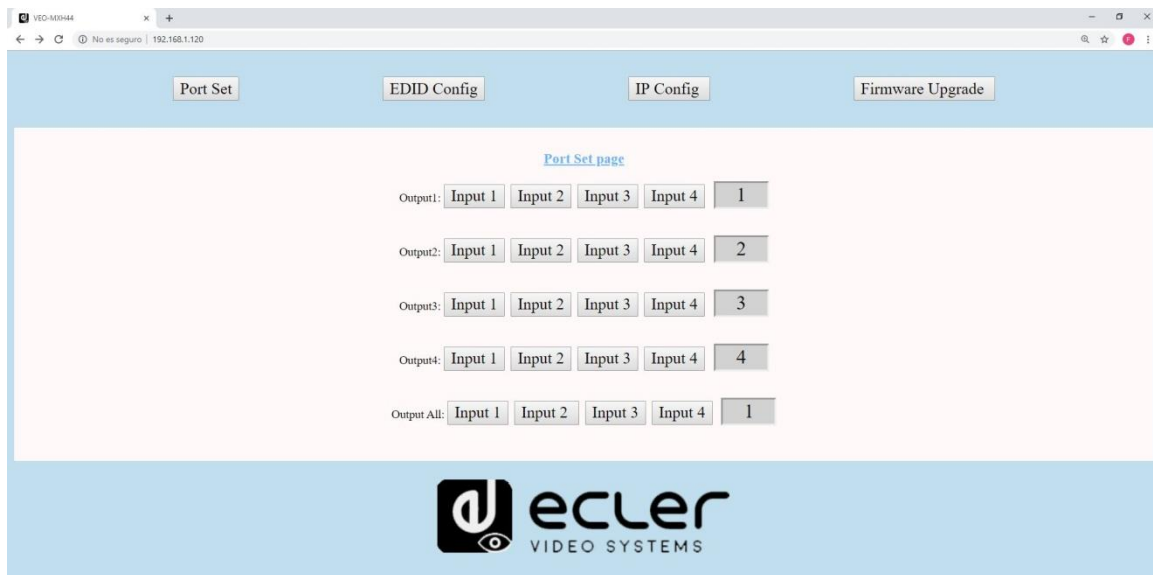 VEO-MXH44
No es seguro | 192.168.1.120
Port Set EDID Config IP Config Firmware Upgrade
Port Set page
Output1: Input 1 Input 2 Input 3 Input 4 1
Output2: Input 1 Input 2 Input 3 Input 4 2
Output3: Input 1 Input 2 Input 3 Input 4 3
Output4: Input 1 Input 2 Input 3 Input 4 4
Output All: Input 1 Input 2 Input 3 Input 4 1
ecler
VIDEO SYSTEMS